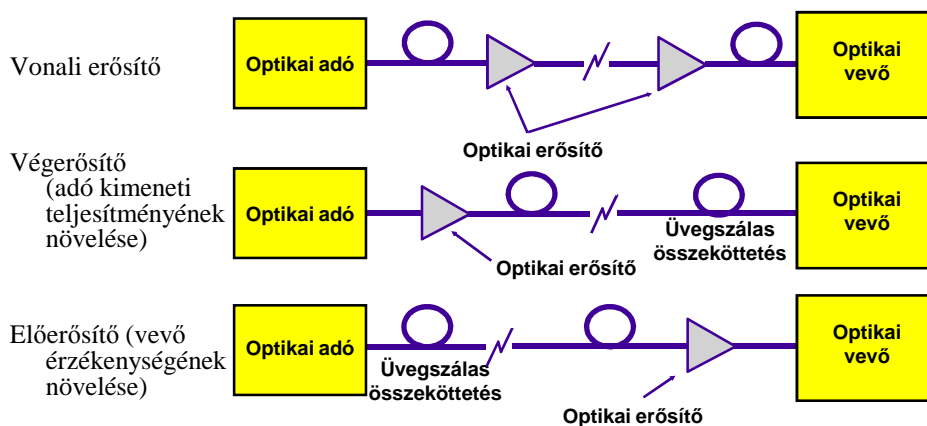 Vonali erősítő
Optikai adó
Optikai
vevő
Optikai erősítő
Végerősítő
(adó kimeneti
teljesítményének
növelése)
Optikai adó
Optikai erősítő
Üvegszálas
összeköttetés
Optikai
vevő
Előerősítő (vevő
érzékenységének
növelése)
Optikai adó
Üvegszálas
összeköttetés
Optikai erősítő
Optikai
vevő